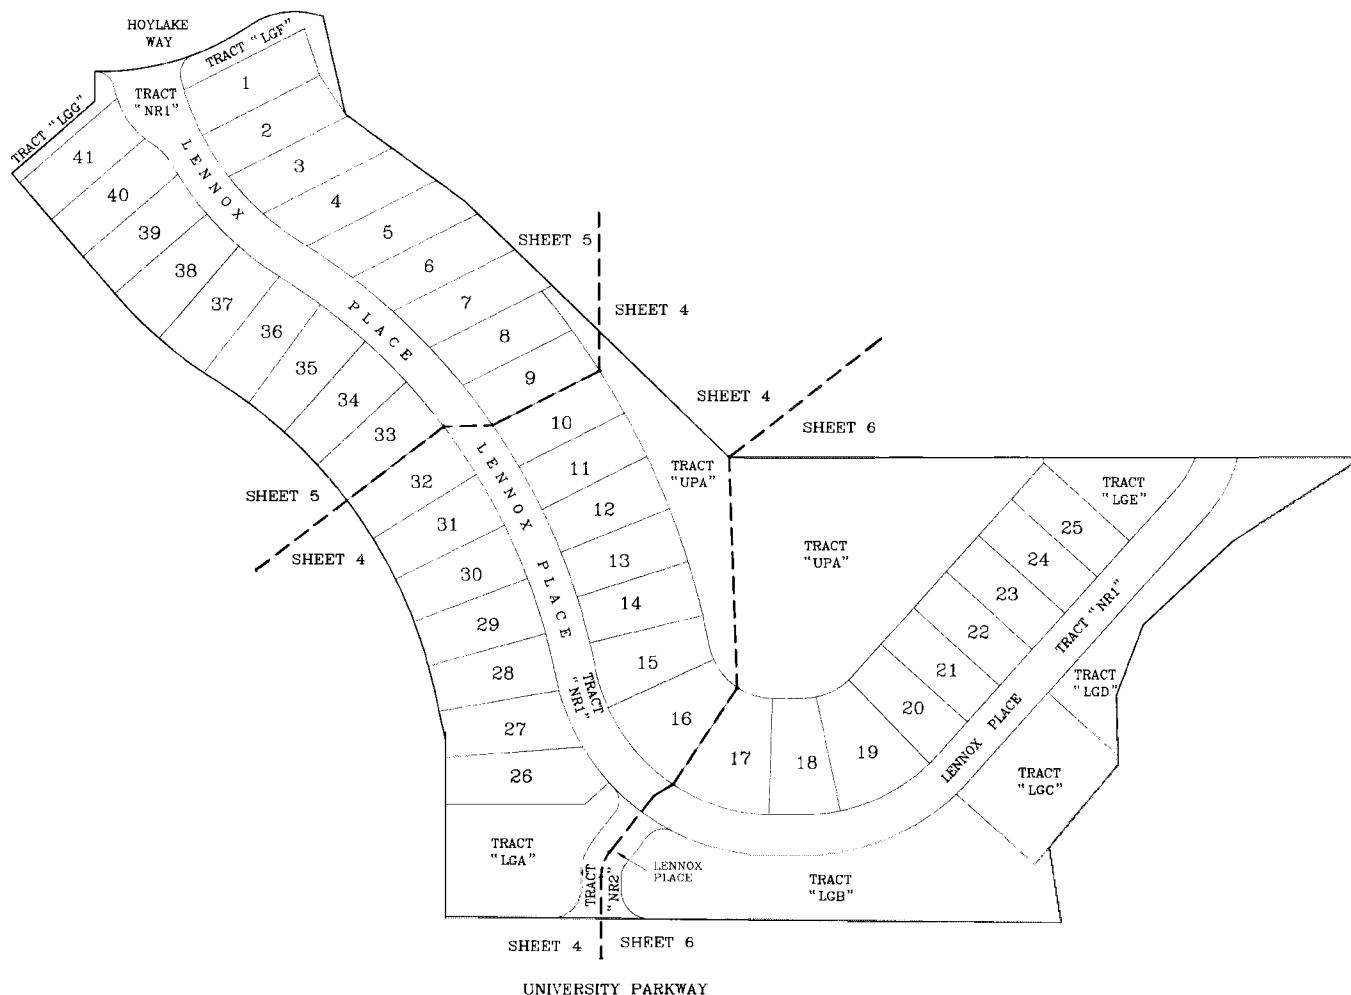 HOYLAKE
WAY
TRACT "LGF"
TRACT "LGG"
TRACT
"NR1"
1
2
3
4
5
6
7
8
9
41
40
39
38
37
36
35
34
33
LENNOX
PLACE
SHEET 5
SHEET 4
SHEET 4
SHEET 6
SHEET 5
SHEET 4
10
11
12
13
14
15
16
32
31
30
29
28
27
26
LENNOX
PLACE
TRACT
"NR1"
TRACT
"UPA"
TRACT
"UPA"
TRACT
"LGE"
25
24
23
22
21
20
19
18
17
TRACT "NR1"
LENNOX PLACE
TRACT
"LGD"
TRACT
"LGC"
TRACT
"LGA"
TRACT
"NR2"
LENNOX
PLACE
TRACT
"LGB"
SHEET 4
SHEET 6
UNIVERSITY PARKWAY